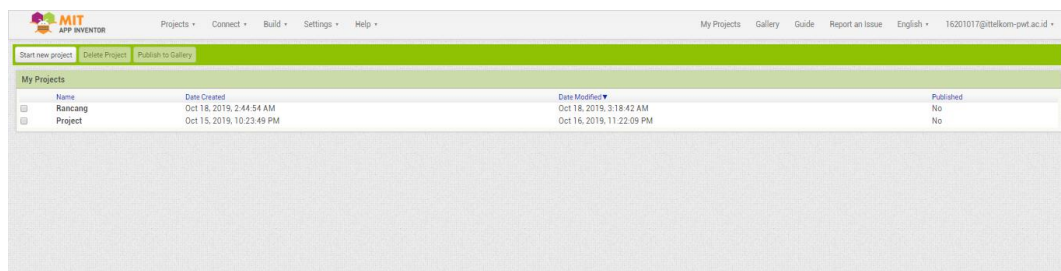 MIT
APP INVENTOR
Projects Connect Build Settings Help My Projects Gallery Guide Report an Issue English 16201017@ittelkom-pwt.ac.id
Start new project Delete Project Publish to Gallery
My Projects
Name Date Created Date Modified▼ Published
Rancang Oct 18, 2019, 2:44:54 AM Oct 18, 2019, 3:18:42 AM No
Project Oct 15, 2019, 10:23:49 PM Oct 16, 2019, 11:22:09 PM No